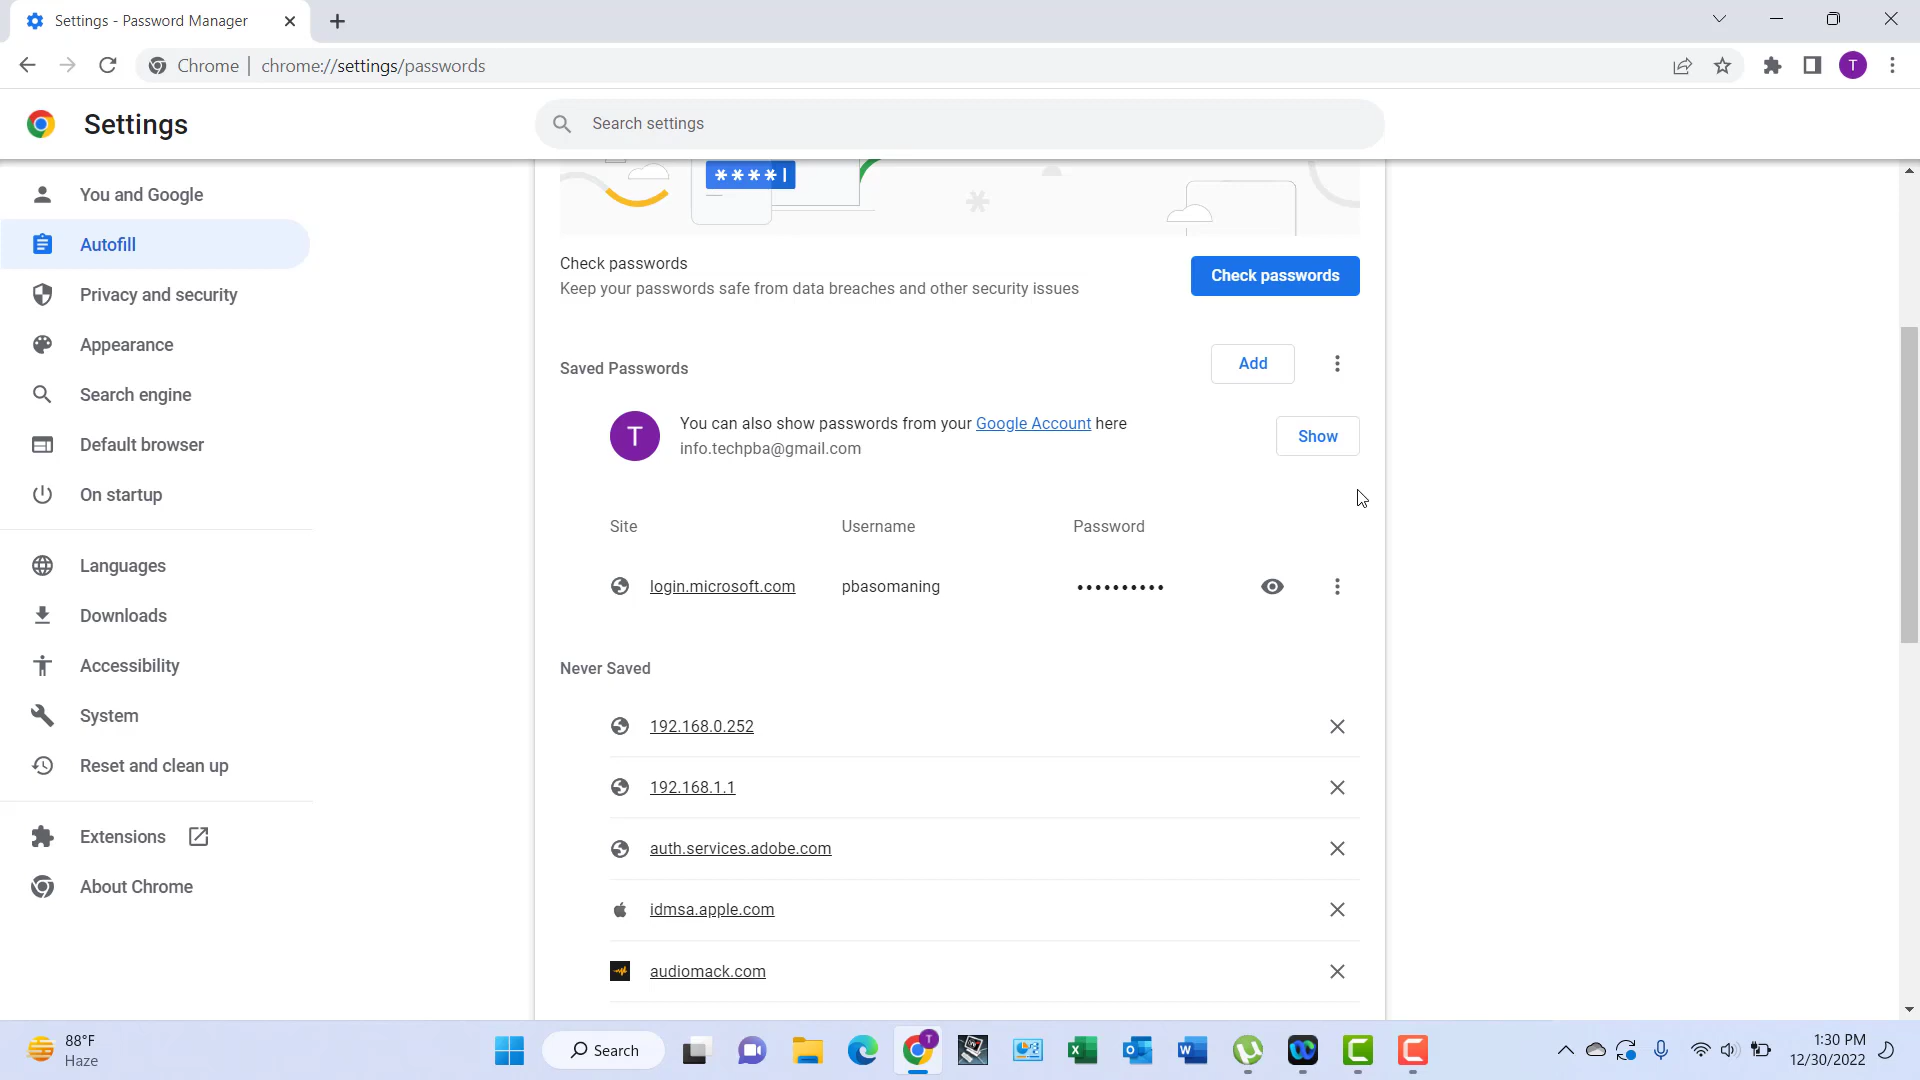 Settings - Password Manager
Chrome | chrome://settings/passwords
T
Settings
Search settings
You and Google
Autofill
Privacy and security
Appearance
Search engine
Default browser
On startup
Languages
Downloads
Accessibility
System
Reset and clean up
Extensions
About Chrome
****|
Check passwords
Keep your passwords safe from data breaches and other security issues
Check passwords
Saved Passwords
Add
T
You can also show passwords from your Google Account here
info.techpba@gmail.com
Show
Site Username Password
login.microsoft.com pbasomaning ••••••••••
Never Saved
192.168.0.252
192.168.1.1
auth.services.adobe.com
idmsa.apple.com
audiomack.com
88°F
Haze
Search
T
1:30 PM
12/30/2022